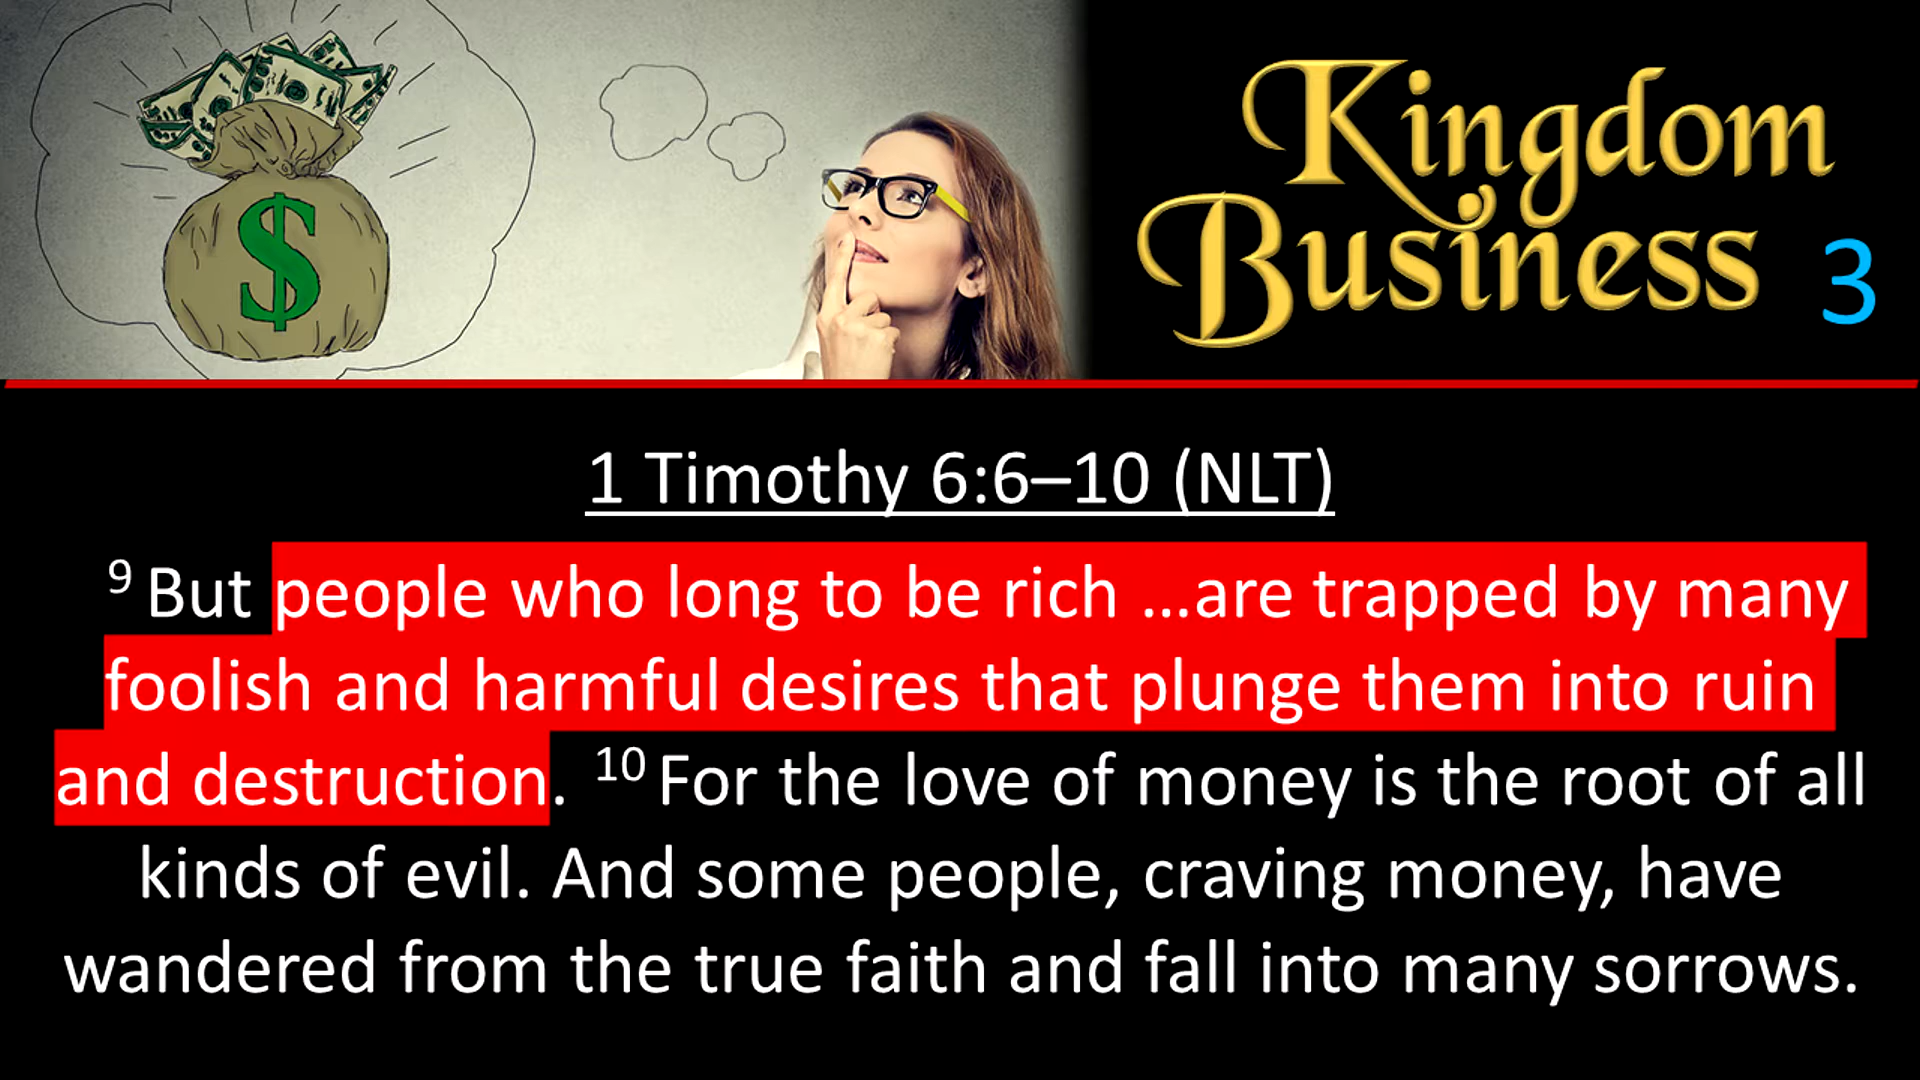 $
Kingdom
Business 3
1 Timothy 6:6–10 (NLT)
9 But people who long to be rich ...are trapped by many
foolish and harmful desires that plunge them into ruin
and destruction. 10 For the love of money is the root of all
kinds of evil. And some people, craving money, have
wandered from the true faith and fall into many sorrows.